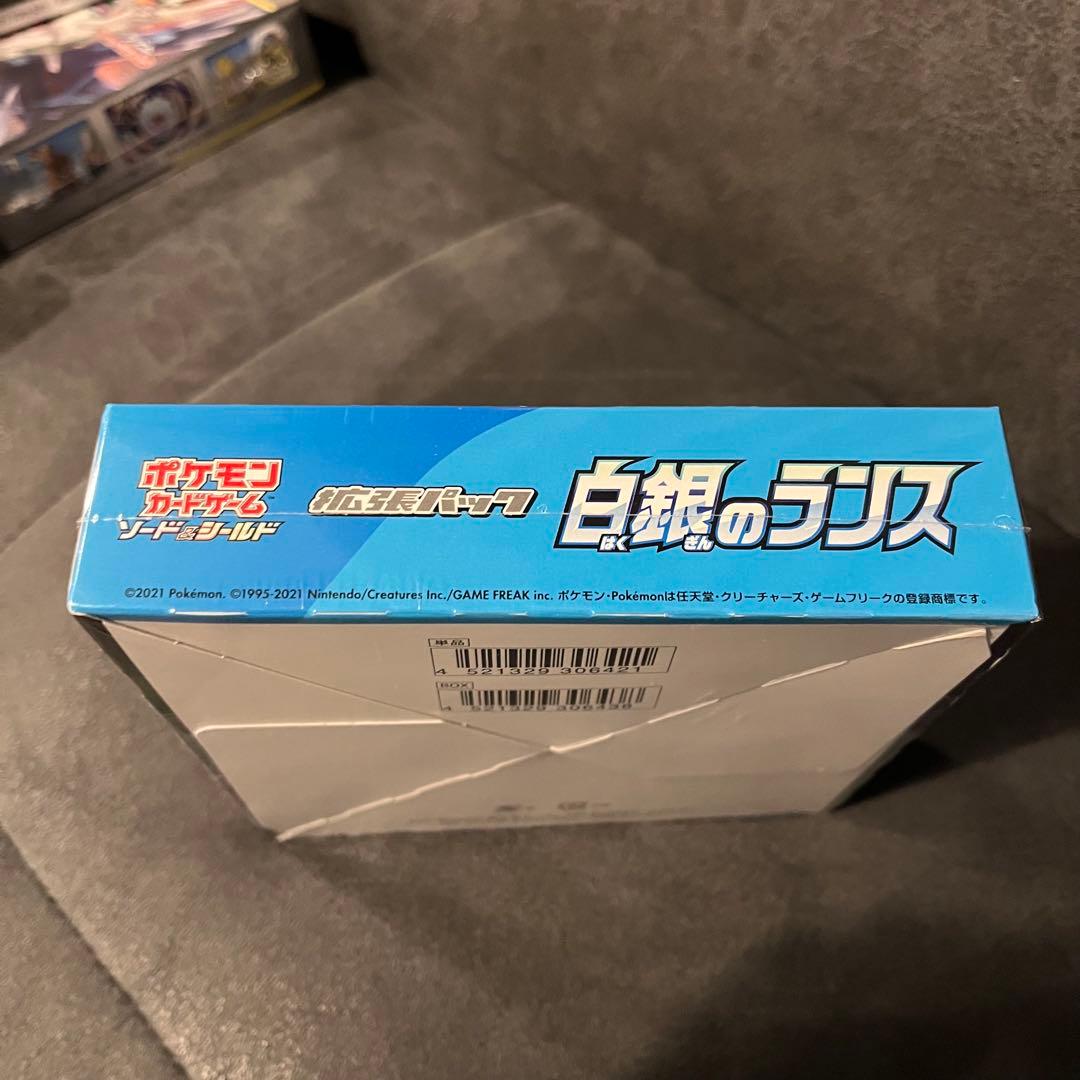 ポケモン
カードゲーム
ソード&シールド
拡張パック
白銀のランス
はく ぎん
©2021 Pokémon. ©1995-2021 Nintendo/Creatures Inc./GAME FREAK inc. ポケモン・Pokémonは任天堂・クリーチャーズ・ゲームフリークの登録商標です。
単品
4 521329 306421
BOX
4 521329 306438